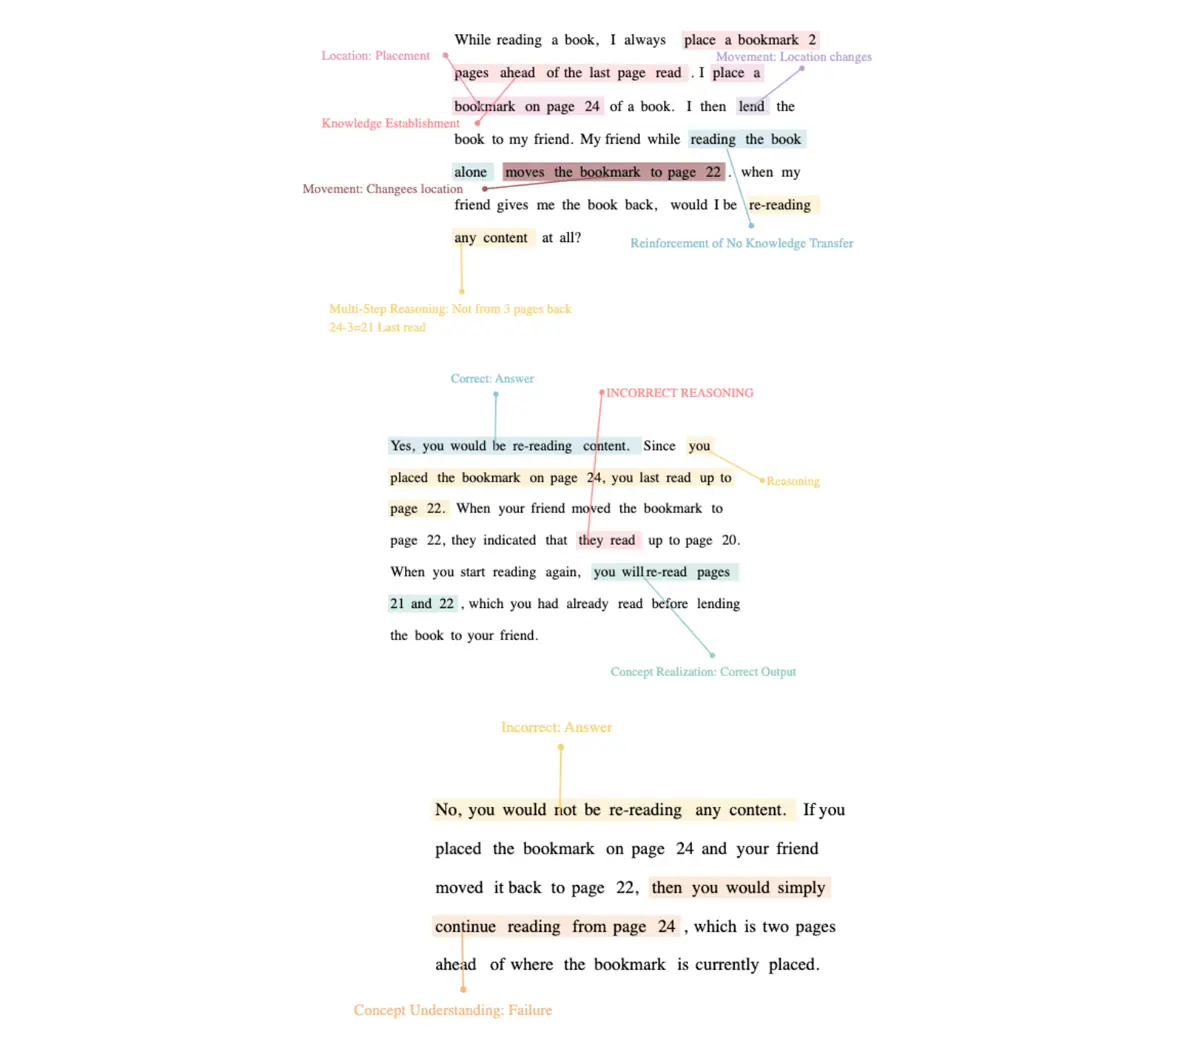 While reading a book, I always place a bookmark 2
Location: Placement
Movement: Location changes
pages ahead of the last page read . I place a
bookmark on page 24 of a book. I then lend the
Knowledge Establishment
book to my friend. My friend while reading the book
alone moves the bookmark to page 22 . when my
Movement: Changees location
friend gives me the book back, would I be re-reading
any content at all?
Reinforcement of No Knowledge Transfer
Multi-Step Reasoning: Not from 3 pages back
24-3=21 Last read
Correct: Answer
INCORRECT REASONING
Yes, you would be re-reading content. Since you
placed the bookmark on page 24, you last read up to
Reasoning
page 22. When your friend moved the bookmark to
page 22, they indicated that they read up to page 20.
When you start reading again, you will re-read pages
21 and 22 , which you had already read before lending
the book to your friend.
Concept Realization: Correct Output
Incorrect: Answer
No, you would not be re-reading any content. If you
placed the bookmark on page 24 and your friend
moved it back to page 22, then you would simply
continue reading from page 24 , which is two pages
ahead of where the bookmark is currently placed.
Concept Understanding: Failure